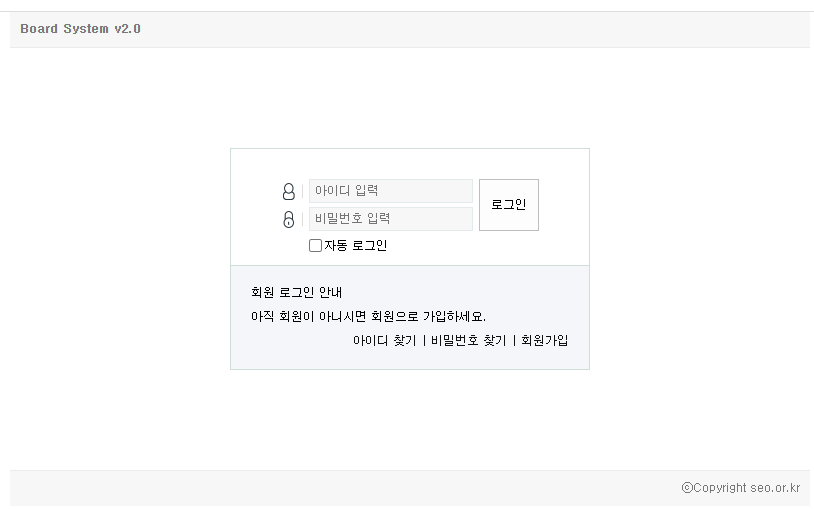 Board System v2.0
아이디 입력
비밀번호 입력
로그인
자동 로그인
회원 로그인 안내
아직 회원이 아니시면 회원으로 가입하세요.
아이디 찾기 | 비밀번호 찾기 | 회원가입
ⓒCopyright seo.or.kr